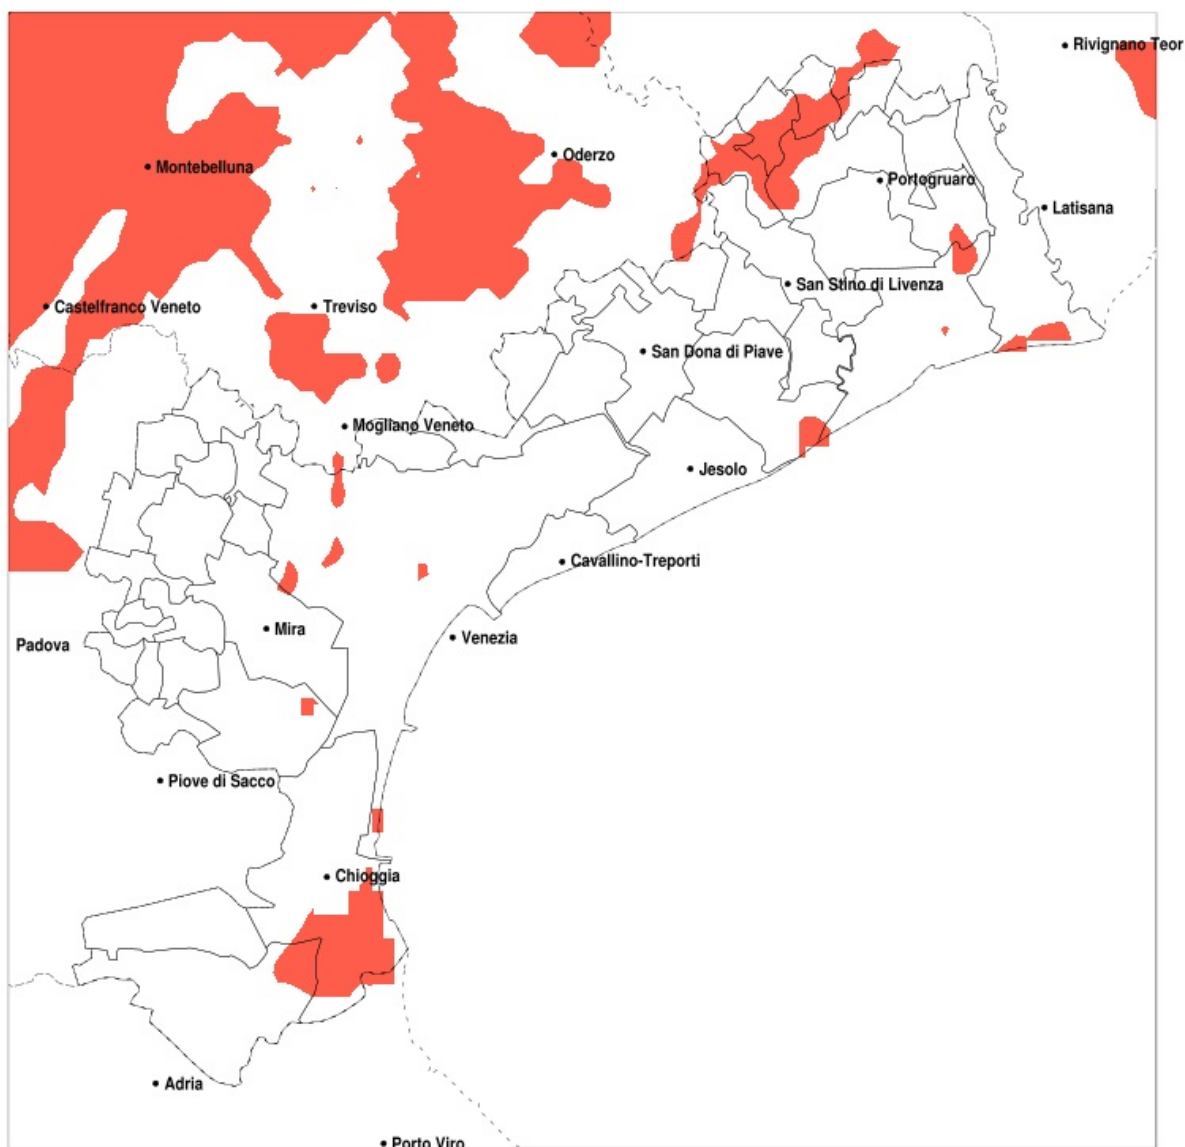 Rivignano Teor
Oderzo
Montebelluna
Portogruaro
Latisana
San Stino di Livenza
Castelfranco Veneto
Treviso
San Dona di Piave
Mogliano Veneto
Jesolo
Cavallino-Treporti
Mira
Venezia
Padova
Piove di Sacco
Chioggia
Adria
Porto Viro